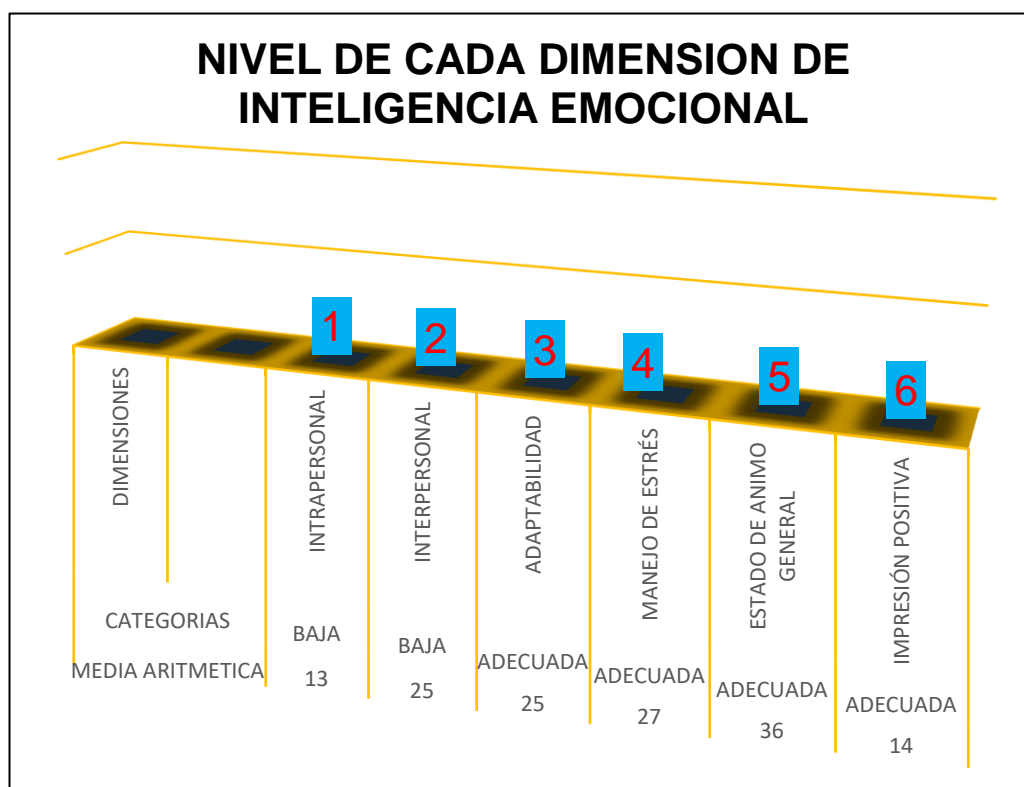 NIVEL DE CADA DIMENSION DE
INTELIGENCIA EMOCIONAL
1
2
3
4
5
6
DIMENSIONES
INTRAPERSONAL
INTERPERSONAL
ADAPTABILIDAD
MANEJO DE ESTRÉS
ESTADO DE ANIMO
GENERAL
IMPRESIÓN POSITIVA
CATEGORIAS
BAJA
BAJA
ADECUADA
ADECUADA
ADECUADA
ADECUADA
MEDIA ARITMETICA
13
25
25
27
36
14